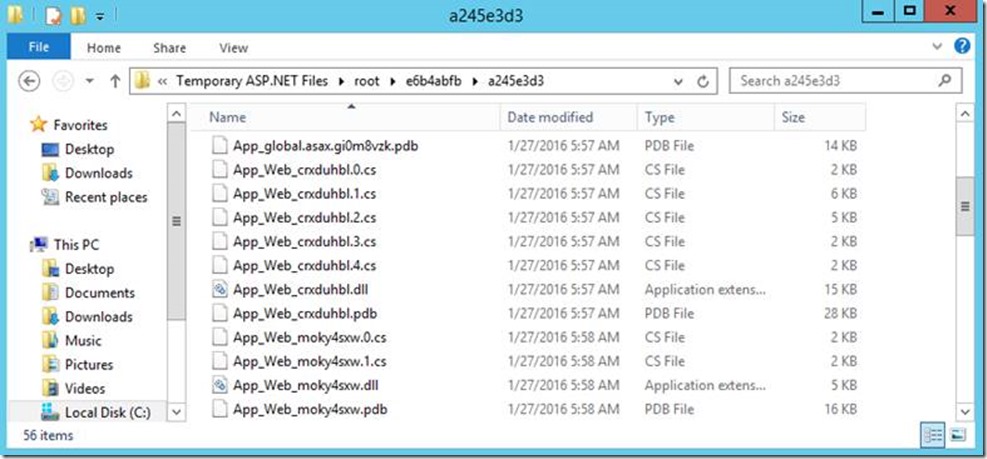 a245e3d3
File Home Share View
« Temporary ASP.NET Files root e6b4abfb a245e3d3 Search a245e3d3
Name Date modified Type Size
Favorites
Desktop
Downloads
Recent places
This PC
Desktop
Documents
Downloads
Music
Pictures
Videos
Local Disk (C:)
App_global.asax.gi0m8vzk.pdb 1/27/2016 5:57 AM PDB File 14 KB
App_Web_crxduhbl.0.cs 1/27/2016 5:57 AM CS File 2 KB
App_Web_crxduhbl.1.cs 1/27/2016 5:57 AM CS File 6 KB
App_Web_crxduhbl.2.cs 1/27/2016 5:57 AM CS File 5 KB
App_Web_crxduhbl.3.cs 1/27/2016 5:57 AM CS File 2 KB
App_Web_crxduhbl.4.cs 1/27/2016 5:57 AM CS File 2 KB
App_Web_crxduhbl.dll 1/27/2016 5:57 AM Application extens... 15 KB
App_Web_crxduhbl.pdb 1/27/2016 5:57 AM PDB File 28 KB
App_Web_moky4sxw.0.cs 1/27/2016 5:58 AM CS File 2 KB
App_Web_moky4sxw.1.cs 1/27/2016 5:58 AM CS File 2 KB
App_Web_moky4sxw.dll 1/27/2016 5:58 AM Application extens... 5 KB
App_Web_moky4sxw.pdb 1/27/2016 5:58 AM PDB File 16 KB
56 items